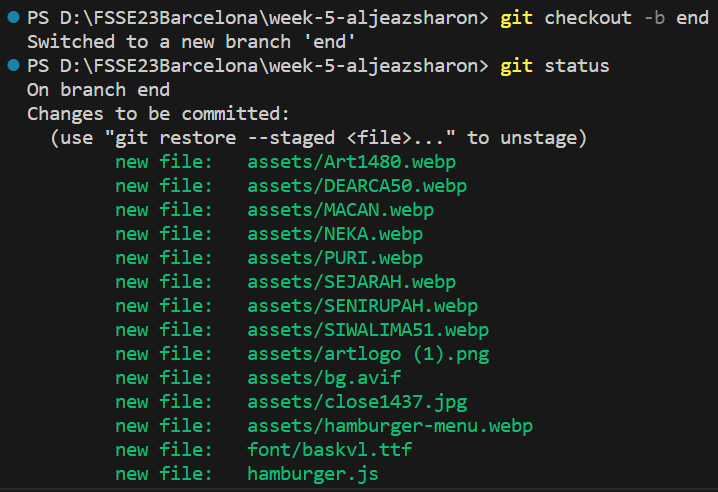 PS D:\FSSE23Barcelona\week-5-aljeazsharon> git checkout -b end
Switched to a new branch 'end'
PS D:\FSSE23Barcelona\week-5-aljeazsharon> git status
On branch end
Changes to be committed:
  (use "git restore --staged <file>..." to unstage)
        new file:   assets/Art1480.webp
        new file:   assets/DEARCA50.webp
        new file:   assets/MACAN.webp
        new file:   assets/NEKA.webp
        new file:   assets/PURI.webp
        new file:   assets/SEJARAH.webp
        new file:   assets/SENIRUPAH.webp
        new file:   assets/SIWALIMA51.webp
        new file:   assets/artlogo (1).png
        new file:   assets/bg.avif
        new file:   assets/close1437.jpg
        new file:   assets/hamburger-menu.webp
        new file:   font/baskvl.ttf
        new file:   hamburger.js